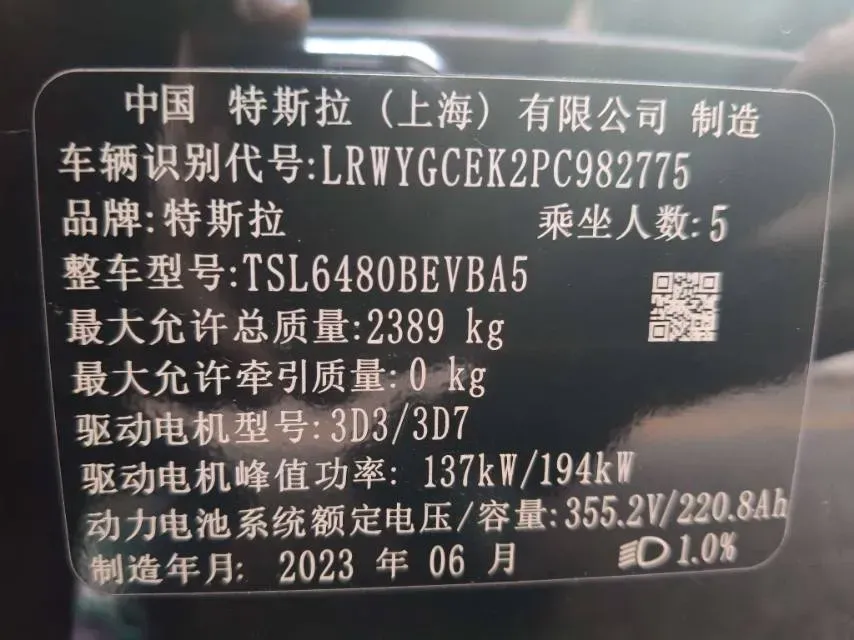 中国 特斯拉 (上海) 有限公司 制造
车辆识别代号:LRWYGCEK2PC982775
品牌:特斯拉 乘坐人数:5
整车型号:TSL6480BEVBA5
最大允许总质量:2389 kg
最大允许牵引质量:0 kg
驱动电机型号:3D3/3D7
驱动电机峰值功率: 137kW/194kW
动力电池系统额定电压/容量:355.2V/220.8Ah
制造年月: 2023 年 06 月 1.0%